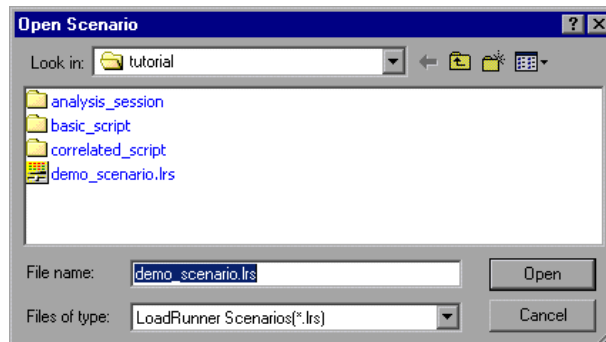 Open Scenario
Look in: tutorial
analysis_session
basic_script
correlated_script
demo_scenario.lrs
File name: demo_scenario.lrs Open
Files of type: LoadRunner Scenarios(*.lrs) Cancel